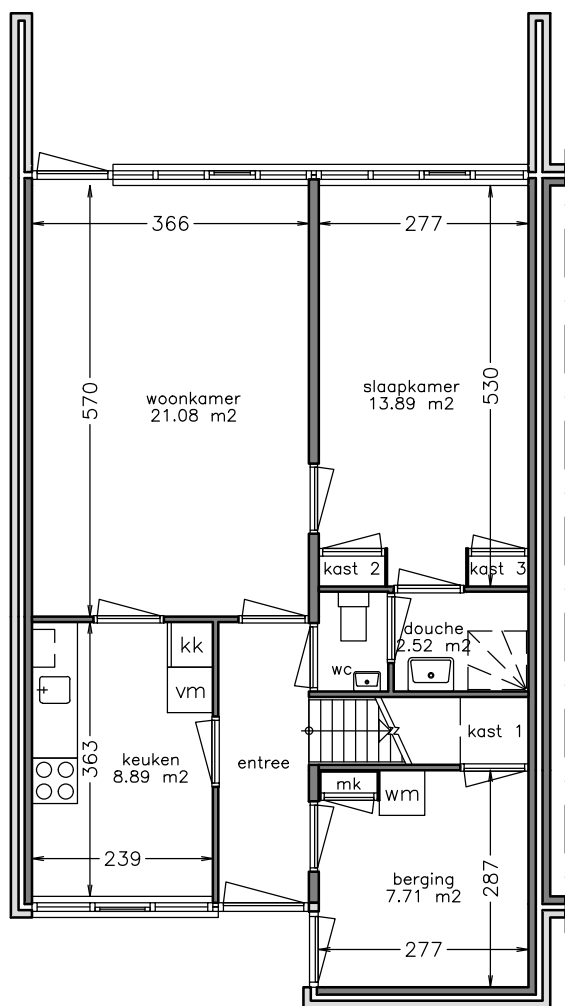 366
277
570
530
woonkamer
21.08 m2
slaapkamer
13.89 m2
kast 2
kast 3
kk
vm
wc
douche
2.52 m2
363
keuken
8.89 m2
entree
kast 1
mk
wm
239
berging
7.71 m2
287
277